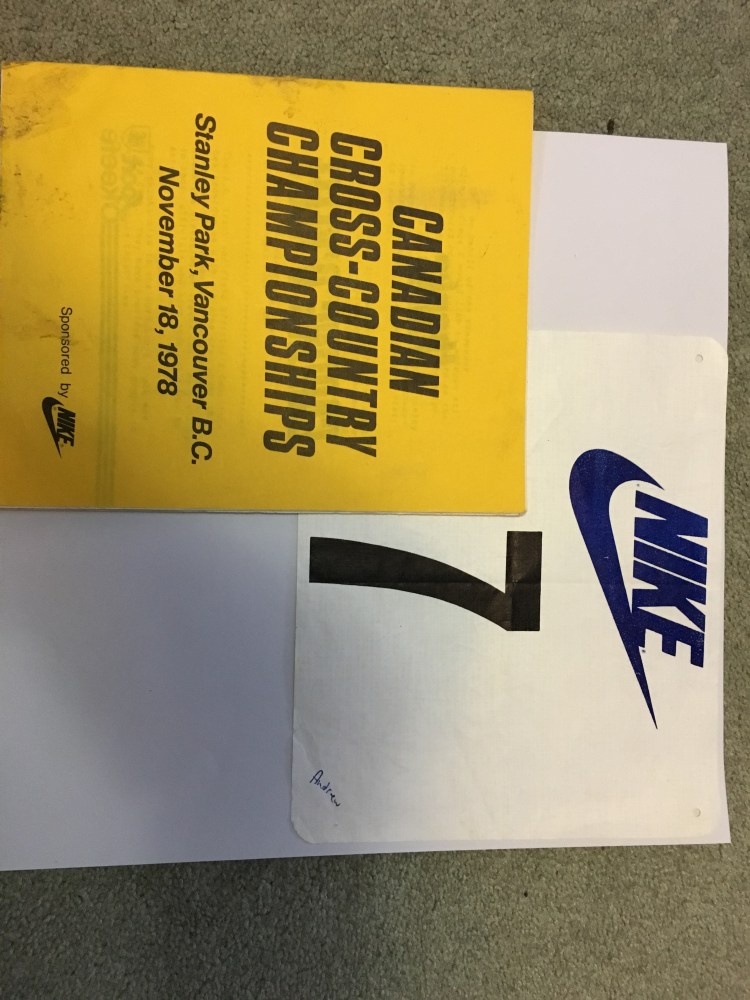 CANADIAN
CROSS-COUNTRY
CHAMPIONSHIPS
Stanley Park, Vancouver B.C.
November 18, 1978
Sponsored by NIKE
NIKE
7
Andrew